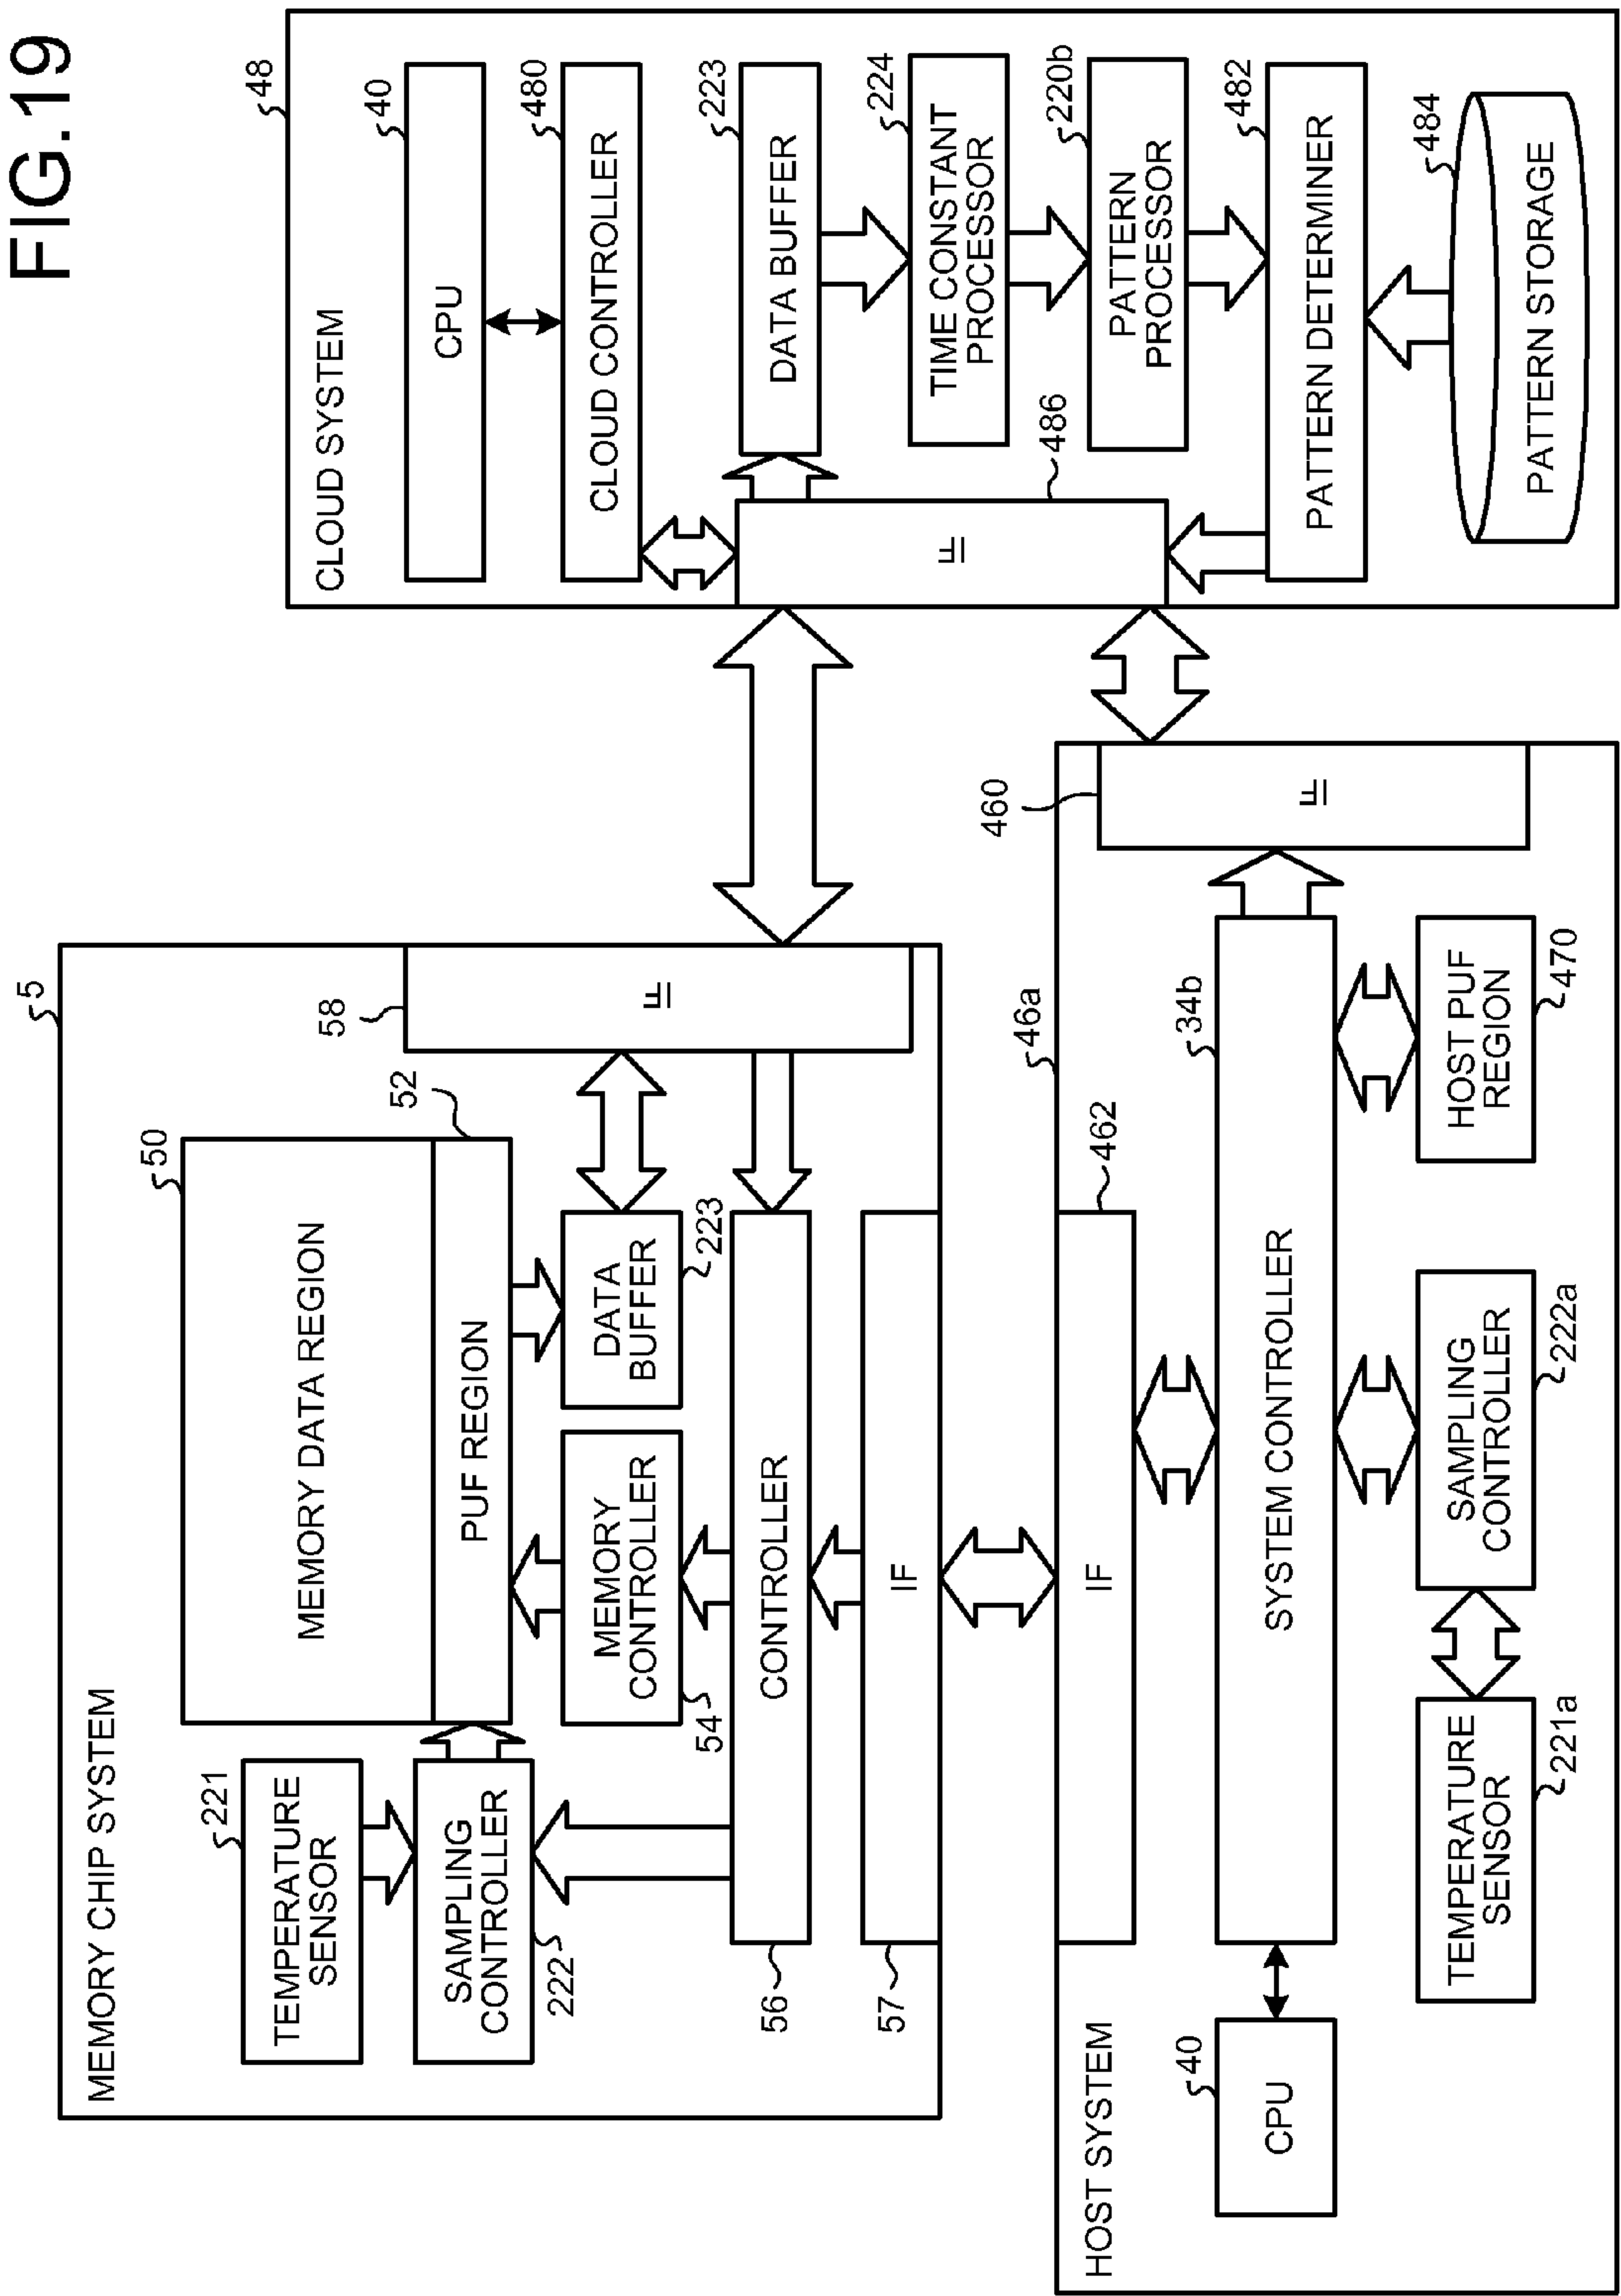 FIG.19
MEMORY CHIP SYSTEM
5
TEMPERATURE
SENSOR
221
SAMPLING
CONTROLLER
222
MEMORY DATA REGION
50
PUF REGION
52
MEMORY
CONTROLLER
54
DATA
BUFFER
223
CONTROLLER
56
IF
57
IF
58
HOST SYSTEM
46a
CPU
40
IF
462
SYSTEM CONTROLLER
34b
TEMPERATURE
SENSOR
221a
SAMPLING
CONTROLLER
222a
HOST PUF
REGION
470
IF
460
CLOUD SYSTEM
48
CPU
40
CLOUD CONTROLLER
480
IF
486
DATA BUFFER
223
TIME CONSTANT
PROCESSOR
224
PATTERN
PROCESSOR
220b
PATTERN DETERMINER
482
PATTERN STORAGE
484